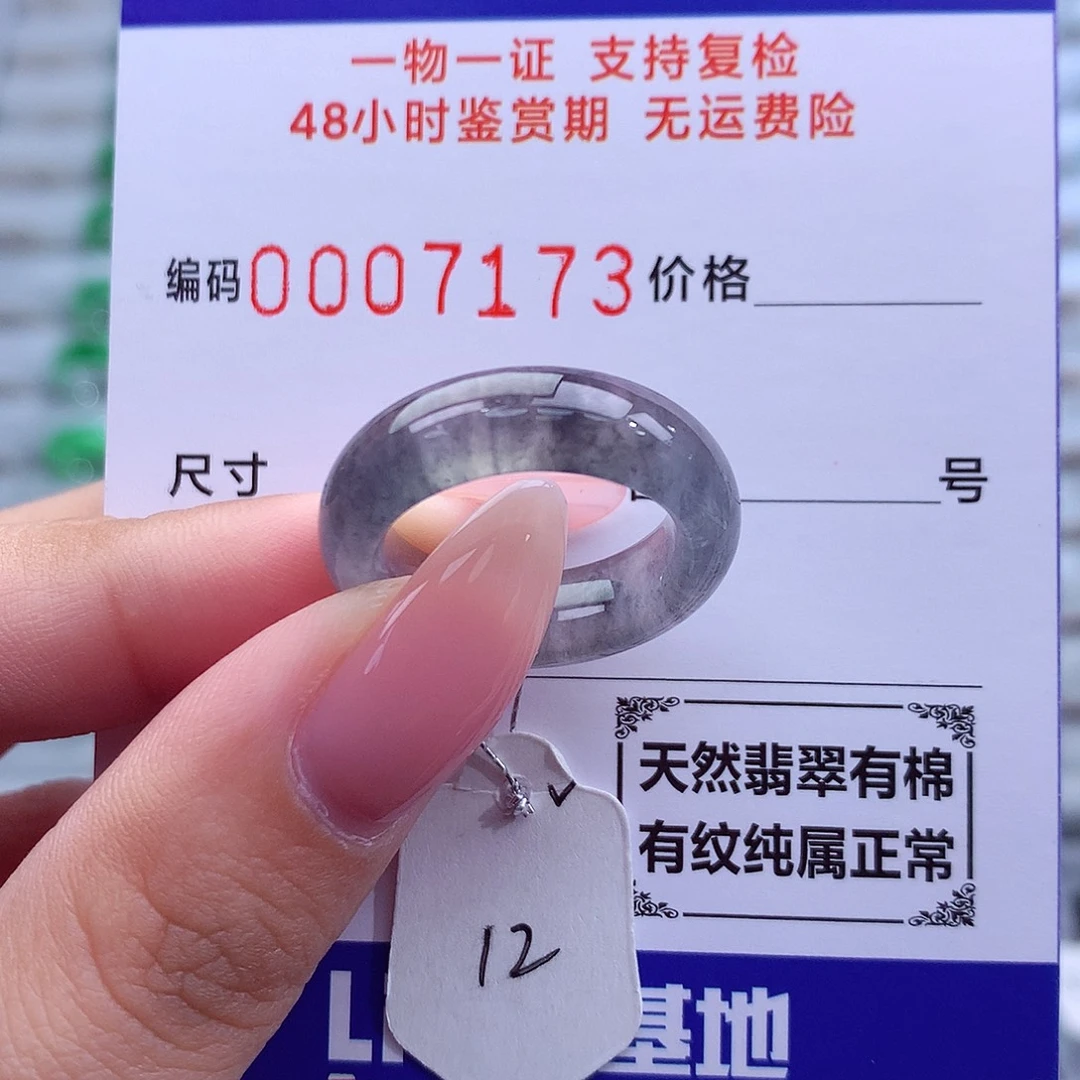 一物一证 支持复检
48小时鉴赏期 无运费险
编码0007173价格
尺寸
号
天然翡翠有棉
有纹纯属正常
12
基地